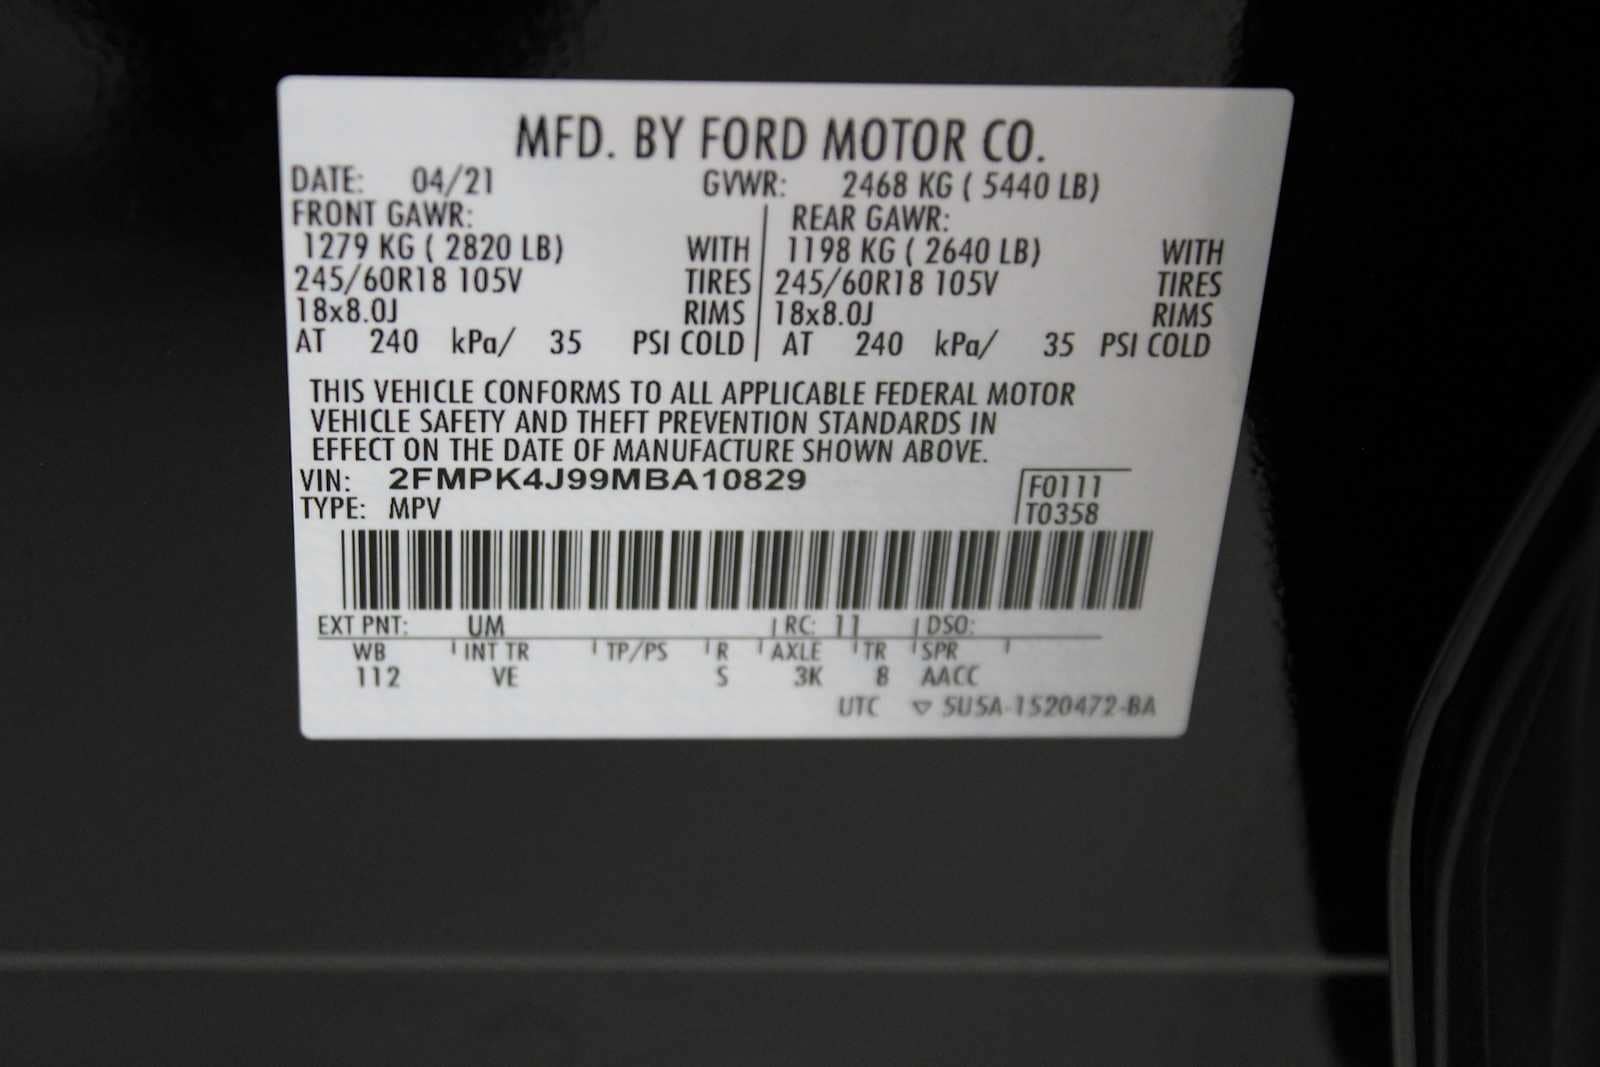 MFD. BY FORD MOTOR CO.
DATE: 04/21 GVWR: 2468 KG ( 5440 LB)
FRONT GAWR: REAR GAWR:
1279 KG ( 2820 LB) WITH 1198 KG ( 2640 LB) WITH
245/60R18 105V TIRES 245/60R18 105V TIRES
18x8.0J RIMS 18x8.0J RIMS
AT 240 kPa/ 35 PSI COLD AT 240 kPa/ 35 PSI COLD
THIS VEHICLE CONFORMS TO ALL APPLICABLE FEDERAL MOTOR
VEHICLE SAFETY AND THEFT PREVENTION STANDARDS IN
EFFECT ON THE DATE OF MANUFACTURE SHOWN ABOVE.
VIN: 2FMPK4J99MBA10829
F0111
TYPE: MPV T0358
EXT PNT: UM RC: 11 DSO:
WB INT TR TP/PS R AXLE TR SPR
112 VE S 3K 8 AACC
UTC ▽ 5U5A-1520472-BA